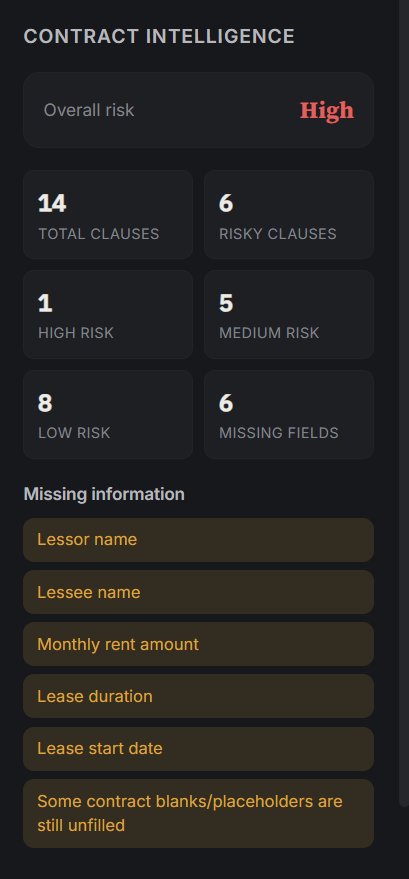 CONTRACT INTELLIGENCE
Overall risk
High
14
TOTAL CLAUSES
6
RISKY CLAUSES
1
HIGH RISK
5
MEDIUM RISK
8
LOW RISK
6
MISSING FIELDS
Missing information
Lessor name
Lessee name
Monthly rent amount
Lease duration
Lease start date
Some contract blanks/placeholders are
still unfilled